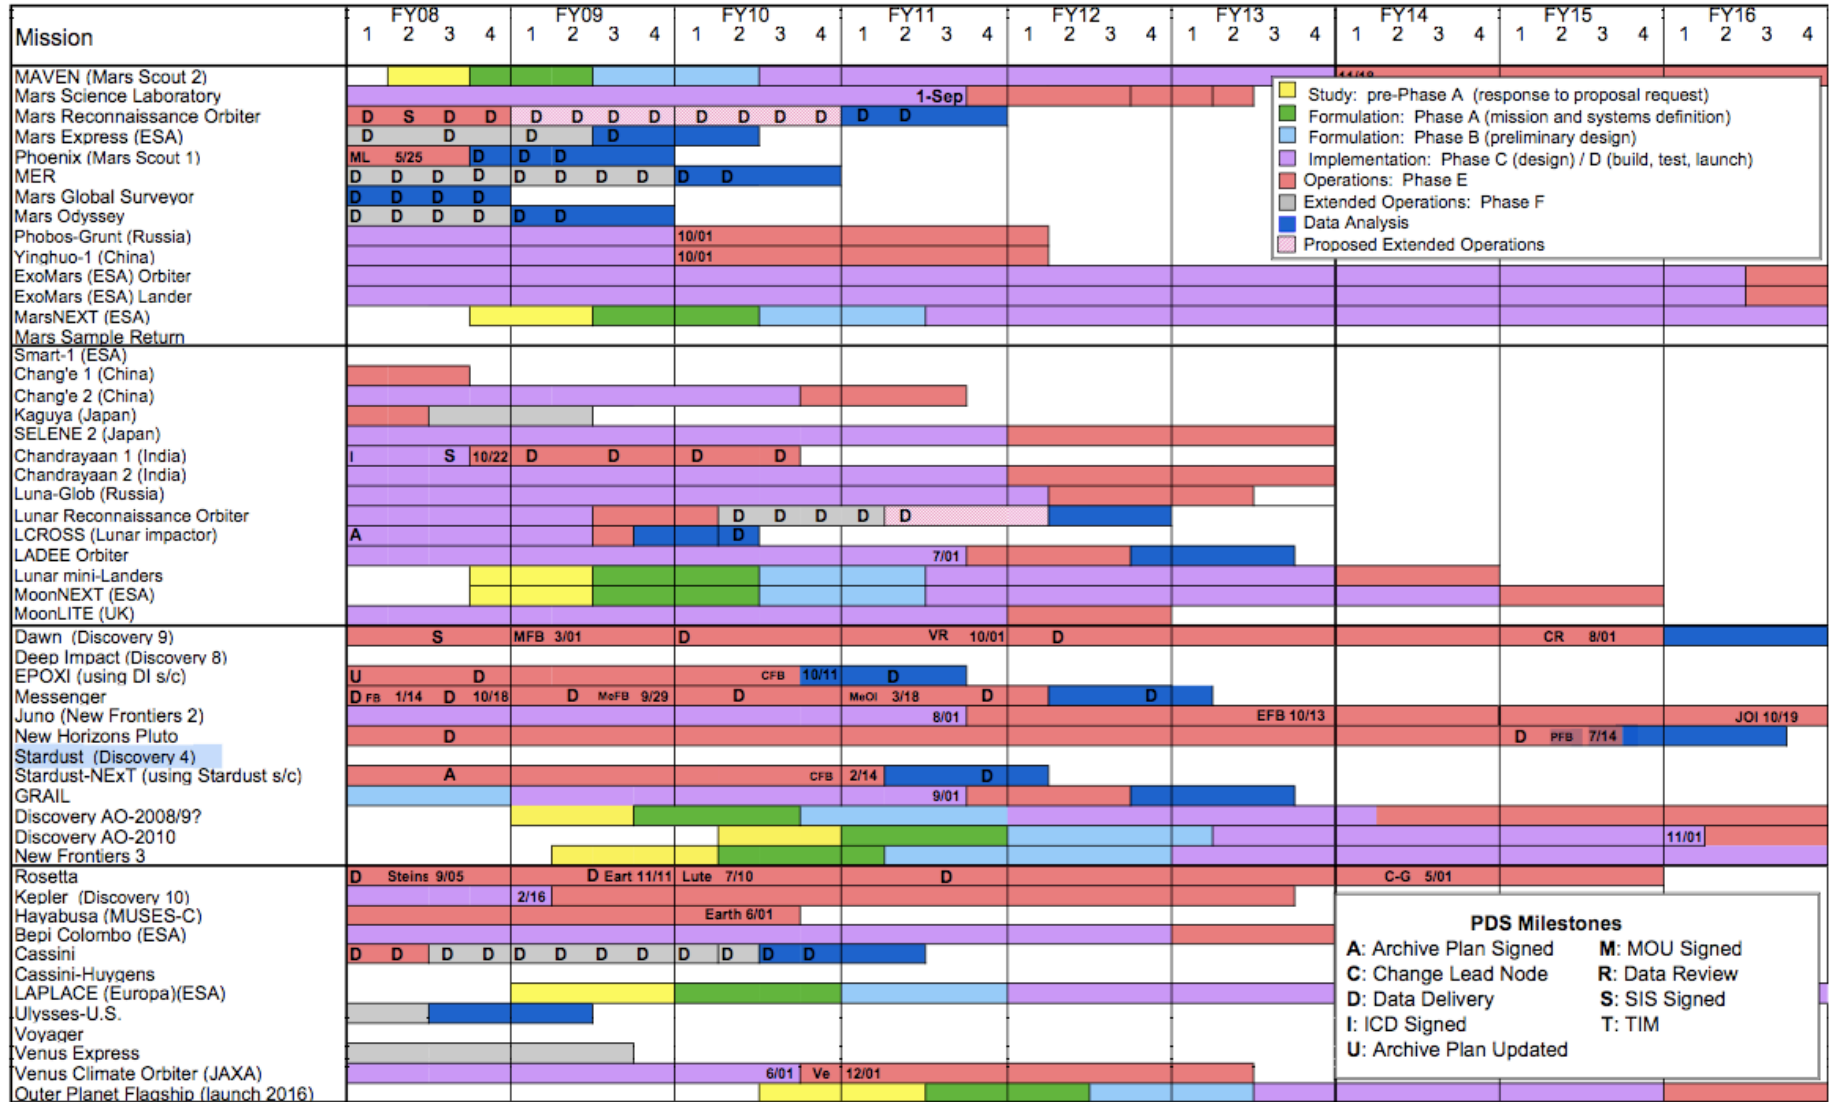 FY08 FY09 FY10 FY11 FY12 FY13 FY14 FY15 FY16
Mission 1 2 3 4 1 2 3 4 1 2 3 4 1 2 3 4 1 2 3 4 1 2 3 4 1 2 3 4 1 2 3 4 1 2 3 4
MAVEN (Mars Scout 2)
Mars Science Laboratory 1-Sep
Mars Reconnaissance Orbiter D S D D D D D D D D D D D D
Mars Express (ESA) D D D D
Phoenix (Mars Scout 1) ML 5/25 D D D
MER D D D D D D D D D D
Mars Global Surveyor D D D D
Mars Odyssey D D D D D D
Phobos-Grunt (Russia) 10/01
Yinghuo-1 (China) 10/01
ExoMars (ESA) Orbiter
ExoMars (ESA) Lander
MarsNEXT (ESA)
Mars Sample Return
Study: pre-Phase A (response to proposal request)
Formulation: Phase A (mission and systems definition)
Formulation: Phase B (preliminary design)
Implementation: Phase C (design) / D (build, test, launch)
Operations: Phase E
Extended Operations: Phase F
Data Analysis
Proposed Extended Operations
Smart-1 (ESA)
Chang'e 1 (China)
Chang'e 2 (China)
Kaguya (Japan)
SELENE 2 (Japan)
Chandrayaan 1 (India) I S 10/22 D D D D
Chandrayaan 2 (India)
Luna-Glob (Russia)
Lunar Reconnaissance Orbiter D D D D D
LCROSS (Lunar impactor) A D
LADEE Orbiter 7/01
Lunar mini-Landers
MoonNEXT (ESA)
MoonLITE (UK)
Dawn (Discovery 9) S MFB 3/01 D VR 10/01 D CR 8/01
Deep Impact (Discovery 8)
EPOXI (using DI s/c) U D CFB 10/11 D
Messenger D FB 1/14 D 10/18 D MeFB 9/29 D MeOI 3/18 D D
Juno (New Frontiers 2) 8/01 EFB 10/13 JOI 10/19
New Horizons Pluto D D PFB 7/14
Stardust (Discovery 4)
Stardust-NExT (using Stardust s/c) A CFB 2/14 D
GRAIL 9/01
Discovery AO-2008/9?
Discovery AO-2010 11/01
New Frontiers 3
Rosetta D Steins 9/05 D Eart 11/11 Lute 7/10 D C-G 5/01
Kepler (Discovery 10) 2/16
Hayabusa (MUSES-C) Earth 6/01
Bepi Colombo (ESA)
Cassini D D D D D D D D D D D D
Cassini-Huygens
LAPLACE (Europa)(ESA)
Ulysses-U.S.
Voyager
Venus Express
Venus Climate Orbiter (JAXA) 6/01 Ve 12/01
Outer Planet Flagship (launch 2016)
PDS Milestones
A: Archive Plan Signed M: MOU Signed
C: Change Lead Node R: Data Review
D: Data Delivery S: SIS Signed
I: ICD Signed T: TIM
U: Archive Plan Updated